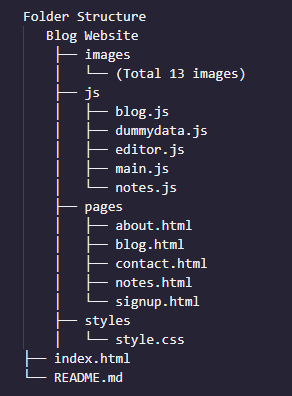 Folder Structure
Blog Website
├── images
│   └── (Total 13 images)
├── js
│   ├── blog.js
│   ├── dummydata.js
│   ├── editor.js
│   ├── main.js
│   └── notes.js
├── pages
│   ├── about.html
│   ├── blog.html
│   ├── contact.html
│   ├── notes.html
│   └── signup.html
├── styles
│   └── style.css
├── index.html
└── README.md